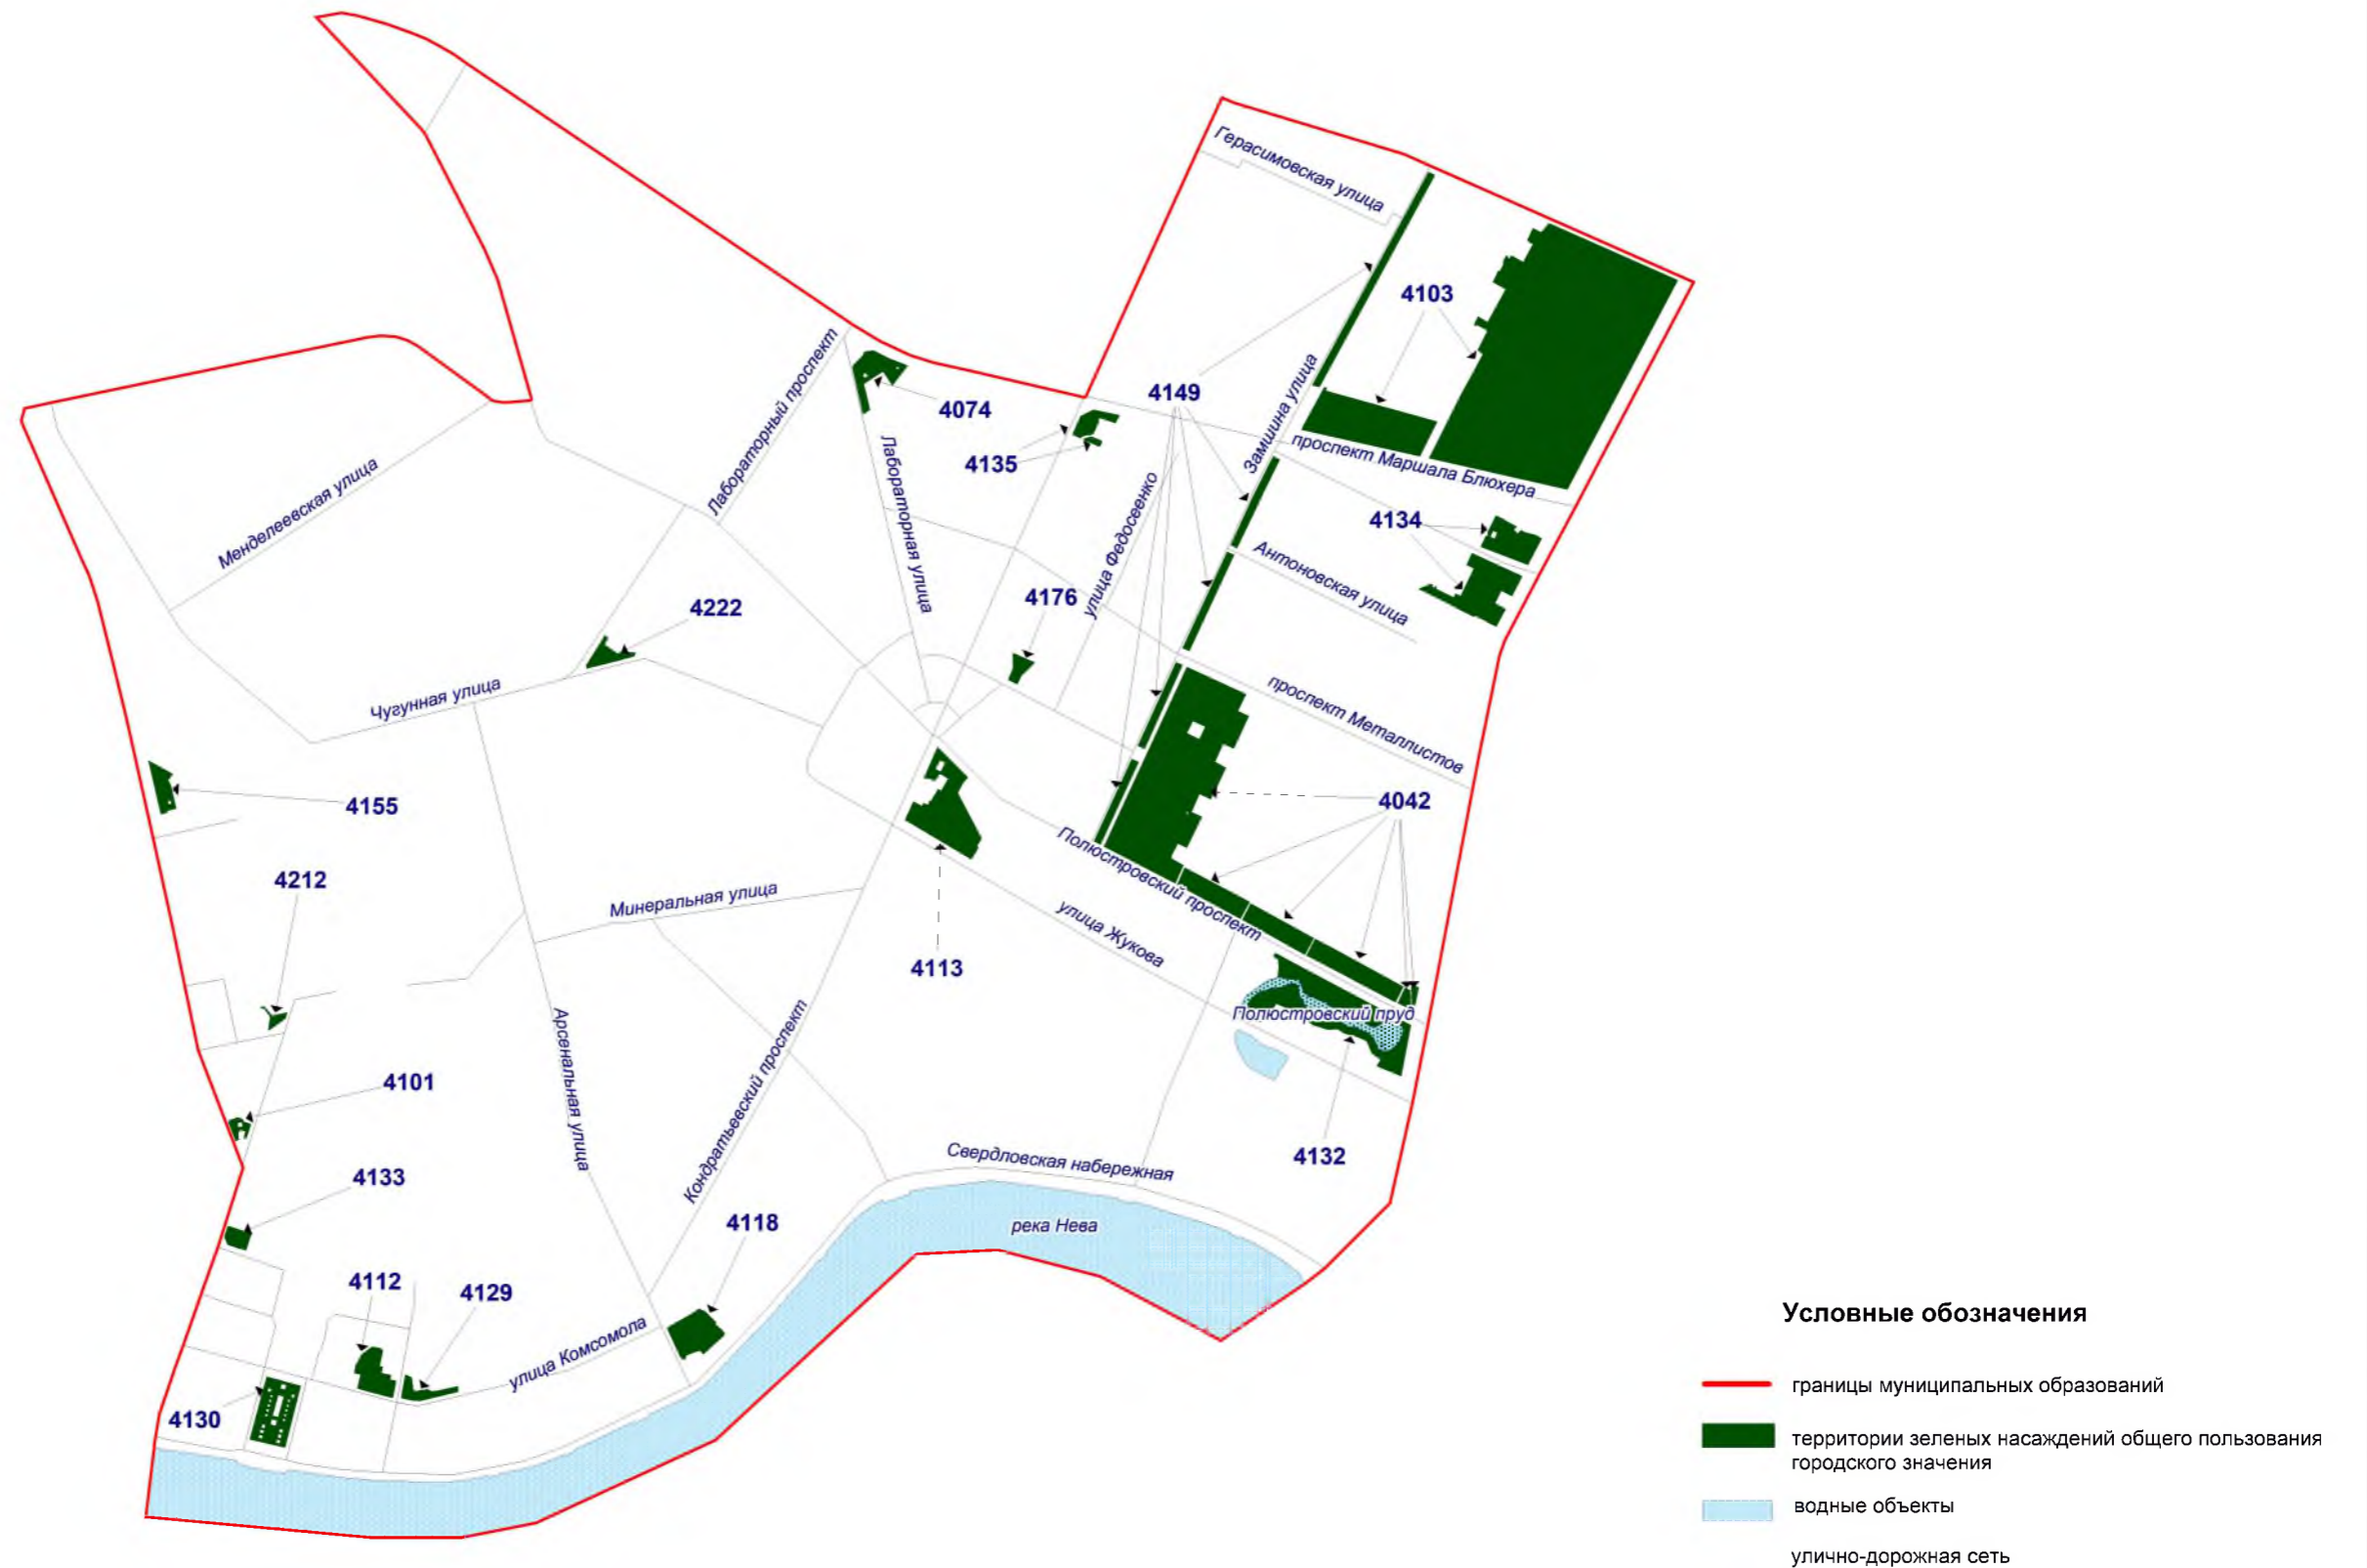 Герасимовская улица
4103
Замшина улица
4149
Лабораторный проспект
4074
4135
проспект Маршала Блюхера
Лабораторная улица
улица Федосеенко
4134
Менделеевская улица
Антоновская улица
4222
4176
Чугунная улица
проспект Металлистов
4155
4042
4212
Минеральная улица
Полюстровский проспект
улица Жукова
4113
Полюстровский пруд
Арсенальная улица
Кондратьевский проспект
4101
4132
4133
Свердловская набережная
4118
река Нева
4112
4129
улица Комсомола
4130
Условные обозначения
границы муниципальных образований
территории зеленых насаждений общего пользования
городского значения
водные объекты
улично-дорожная сеть